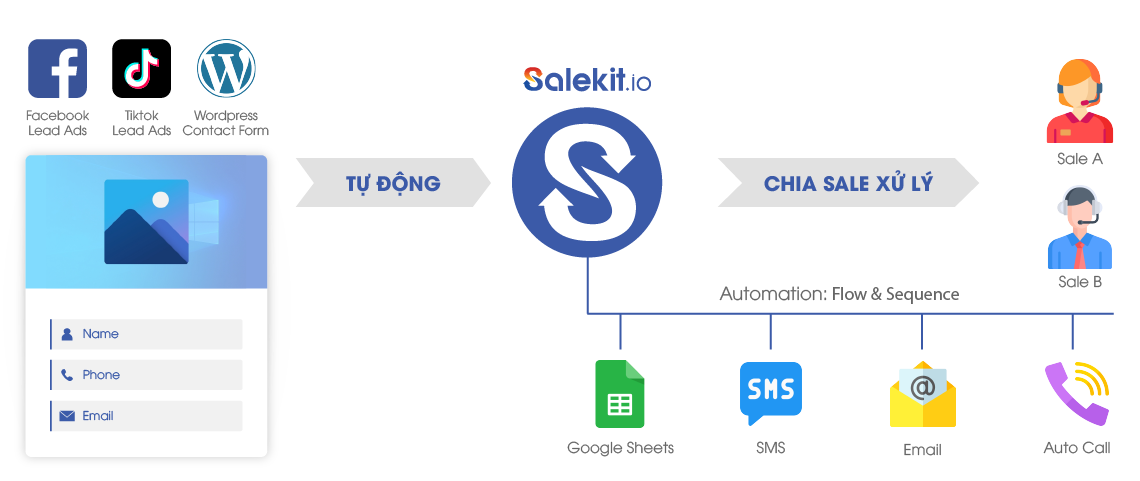 Facebook
Lead Ads
Tiktok
Lead Ads
Wordpress
Contact Form
Name
Phone
Email
TỰ ĐỘNG
Salekit.io
CHIA SALE XỬ LÝ
Sale A
Sale B
Automation: Flow & Sequence
Google Sheets
SMS
SMS
@
Email
Auto Call